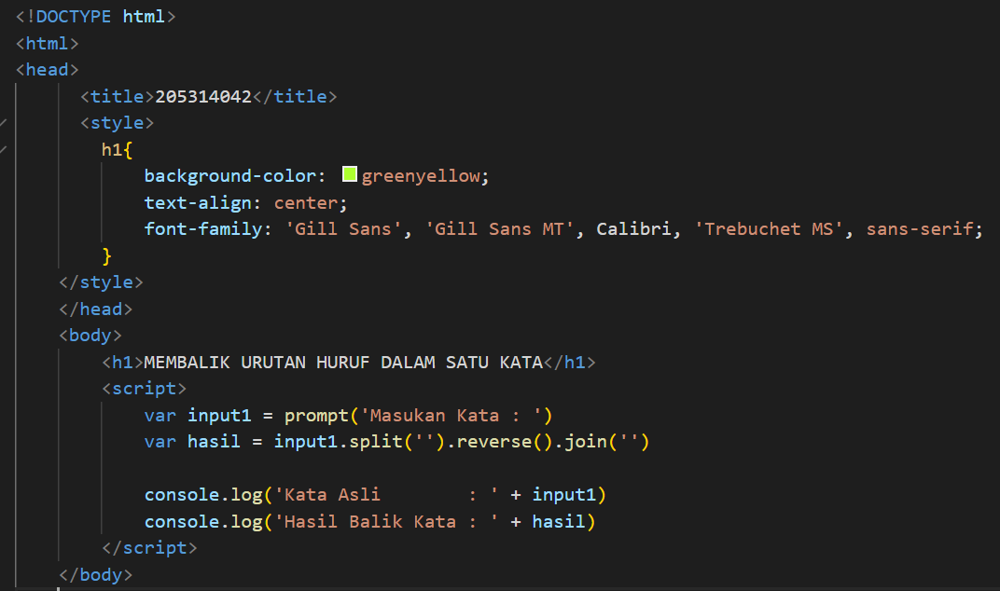 <!DOCTYPE html>
<html>
<head>
<title>205314042</title>
<style>
h1{
background-color: greenyellow;
text-align: center;
font-family: 'Gill Sans', 'Gill Sans MT', Calibri, 'Trebuchet MS', sans-serif;
}
</style>
</head>
<body>
<h1>MEMBALIK URUTAN HURUF DALAM SATU KATA</h1>
<script>
var input1 = prompt('Masukan Kata : ')
var hasil = input1.split('').reverse().join('')
console.log('Kata Asli        : ' + input1)
console.log('Hasil Balik Kata : ' + hasil)
</script>
</body>